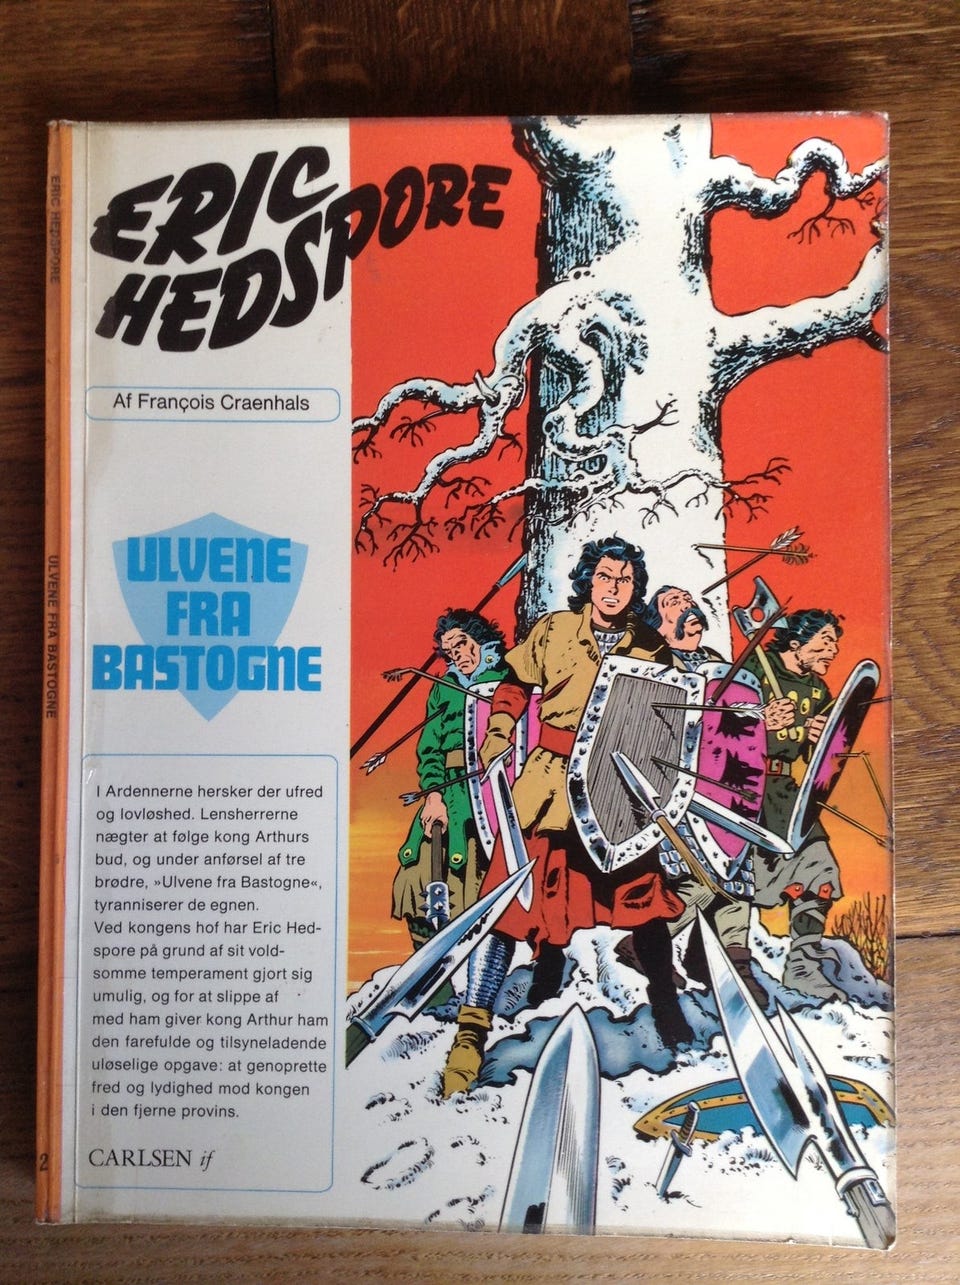 ERIC
HEDSPORE
Af François Craenhals
ULVENE
FRA
BASTOGNE
I Ardennerne hersker der ufred
og lovløshed. Lensherrerne
nægter at følge kong Arthurs
bud, og under anførsel af tre
brødre, »Ulvene fra Bastogne«,
tyranniserer de egnen.
Ved kongens hof har Eric Hed-
spore på grund af sit vold-
somme temperament gjort sig
umulig, og for at slippe af
med ham giver kong Arthur ham
den farefulde og tilsyneladende
uløselige opgave: at genoprette
fred og lydighed mod kongen
i den fjerne provins.
CARLSEN if
ERIC HEDSPORE
ULVENE FRA BASTOGNE
2